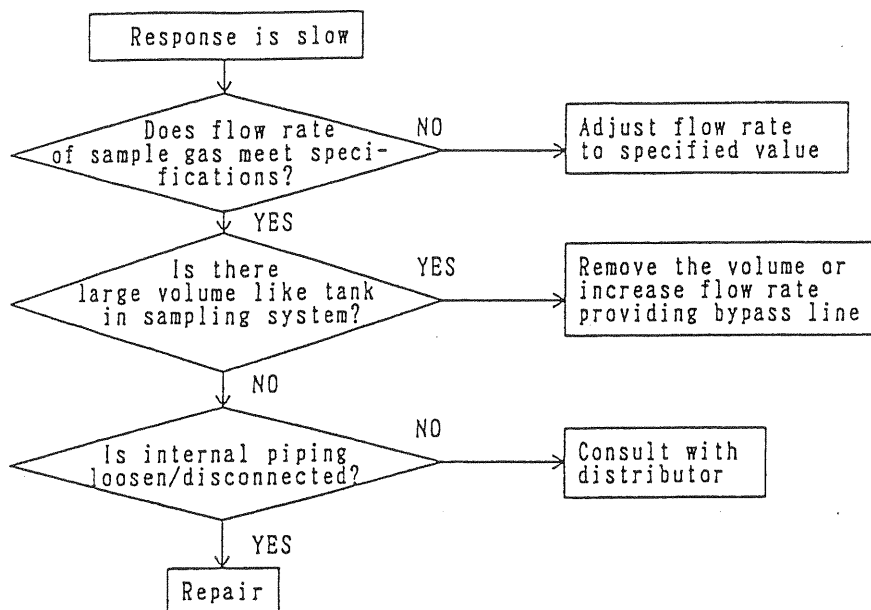 Response is slow
Does flow rate
of sample gas meet speci-
fications?
NO
Adjust flow rate
to specified value
YES
Is there
large volume like tank
in sampling system?
YES
Remove the volume or
increase flow rate
providing bypass line
NO
Is internal piping
loosen/disconnected?
NO
Consult with
distributor
YES
Repair